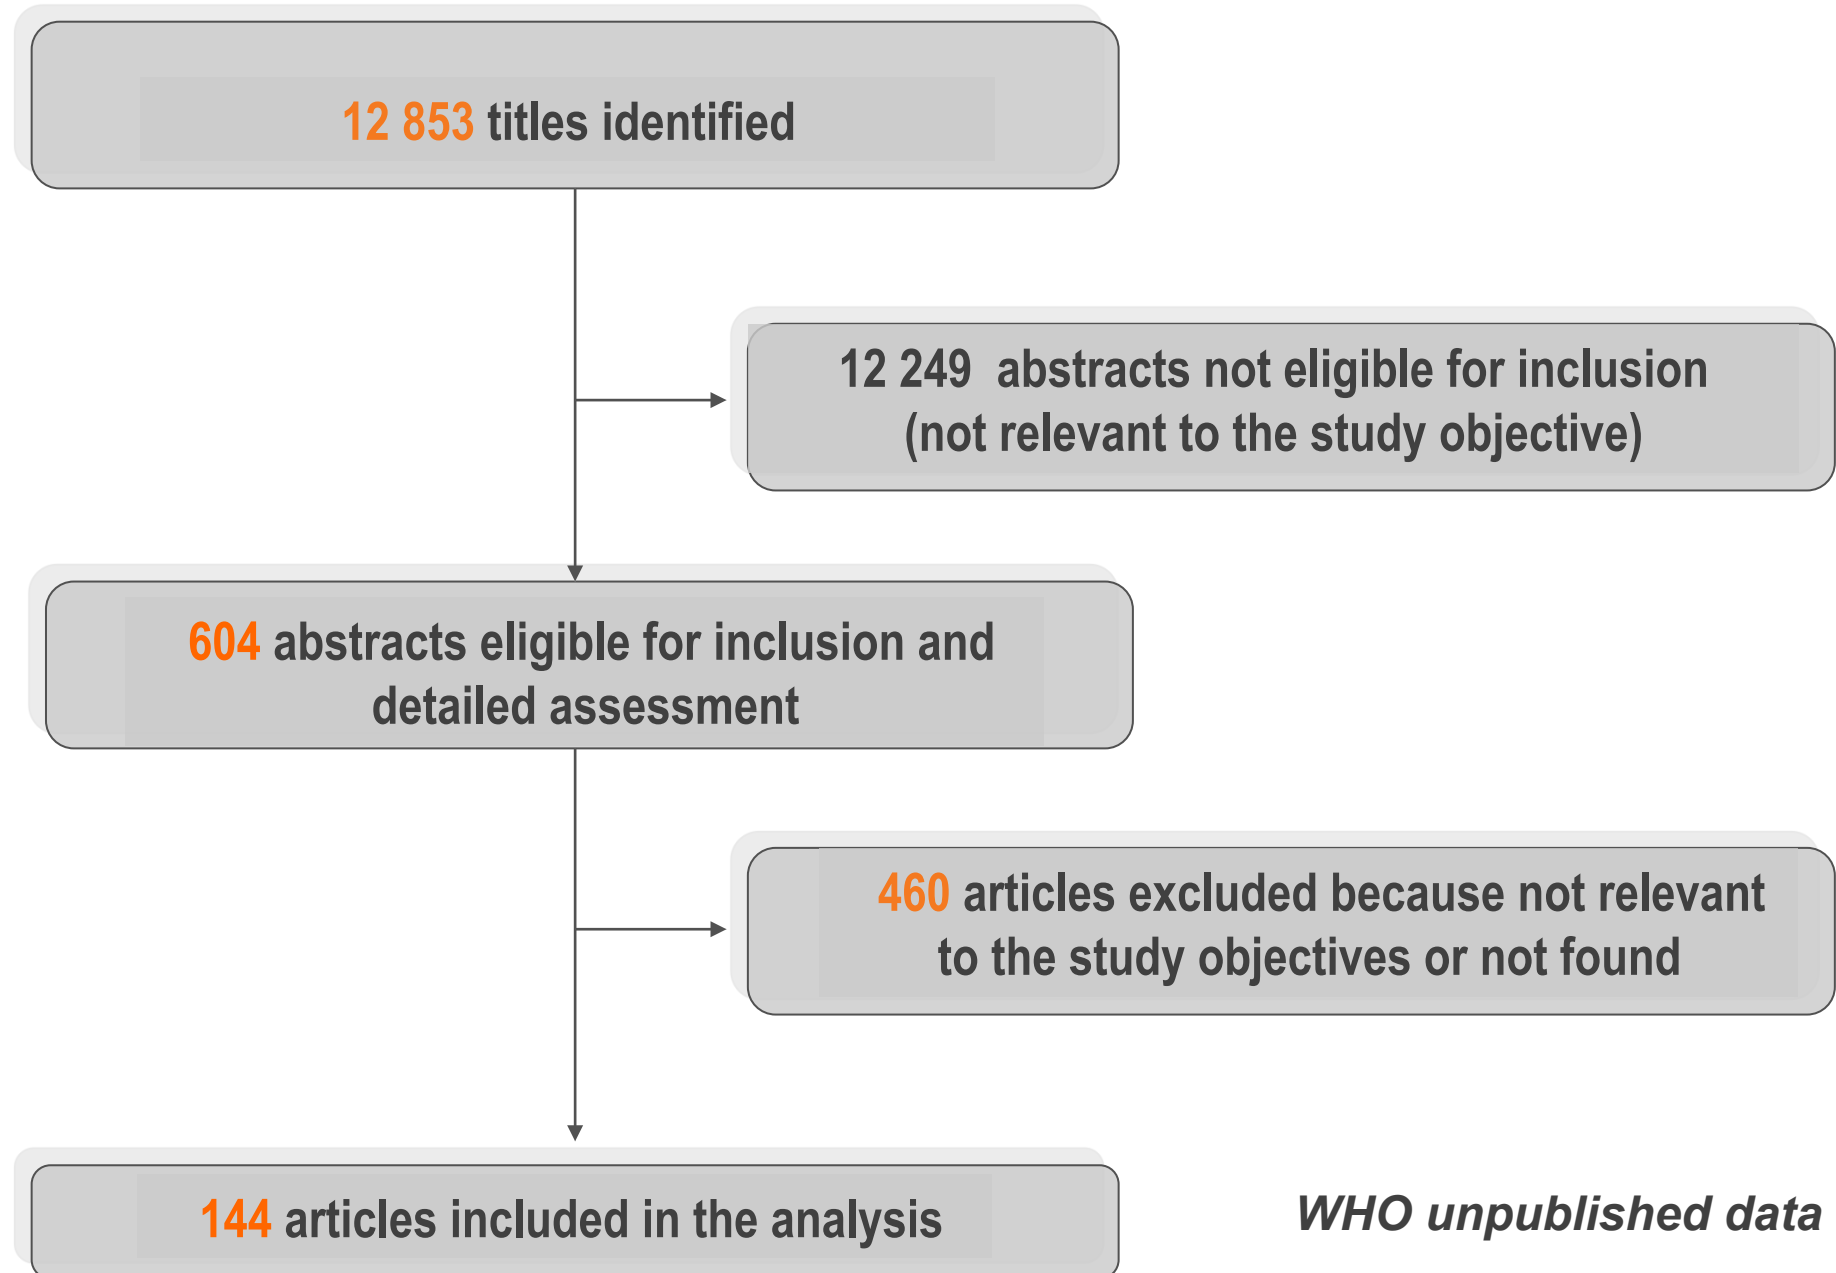 12 853 titles identified
12 249  abstracts not eligible for inclusion
(not relevant to the study objective)
604 abstracts eligible for inclusion and
detailed assessment
460 articles excluded because not relevant
to the study objectives or not found
144 articles included in the analysis
WHO unpublished data